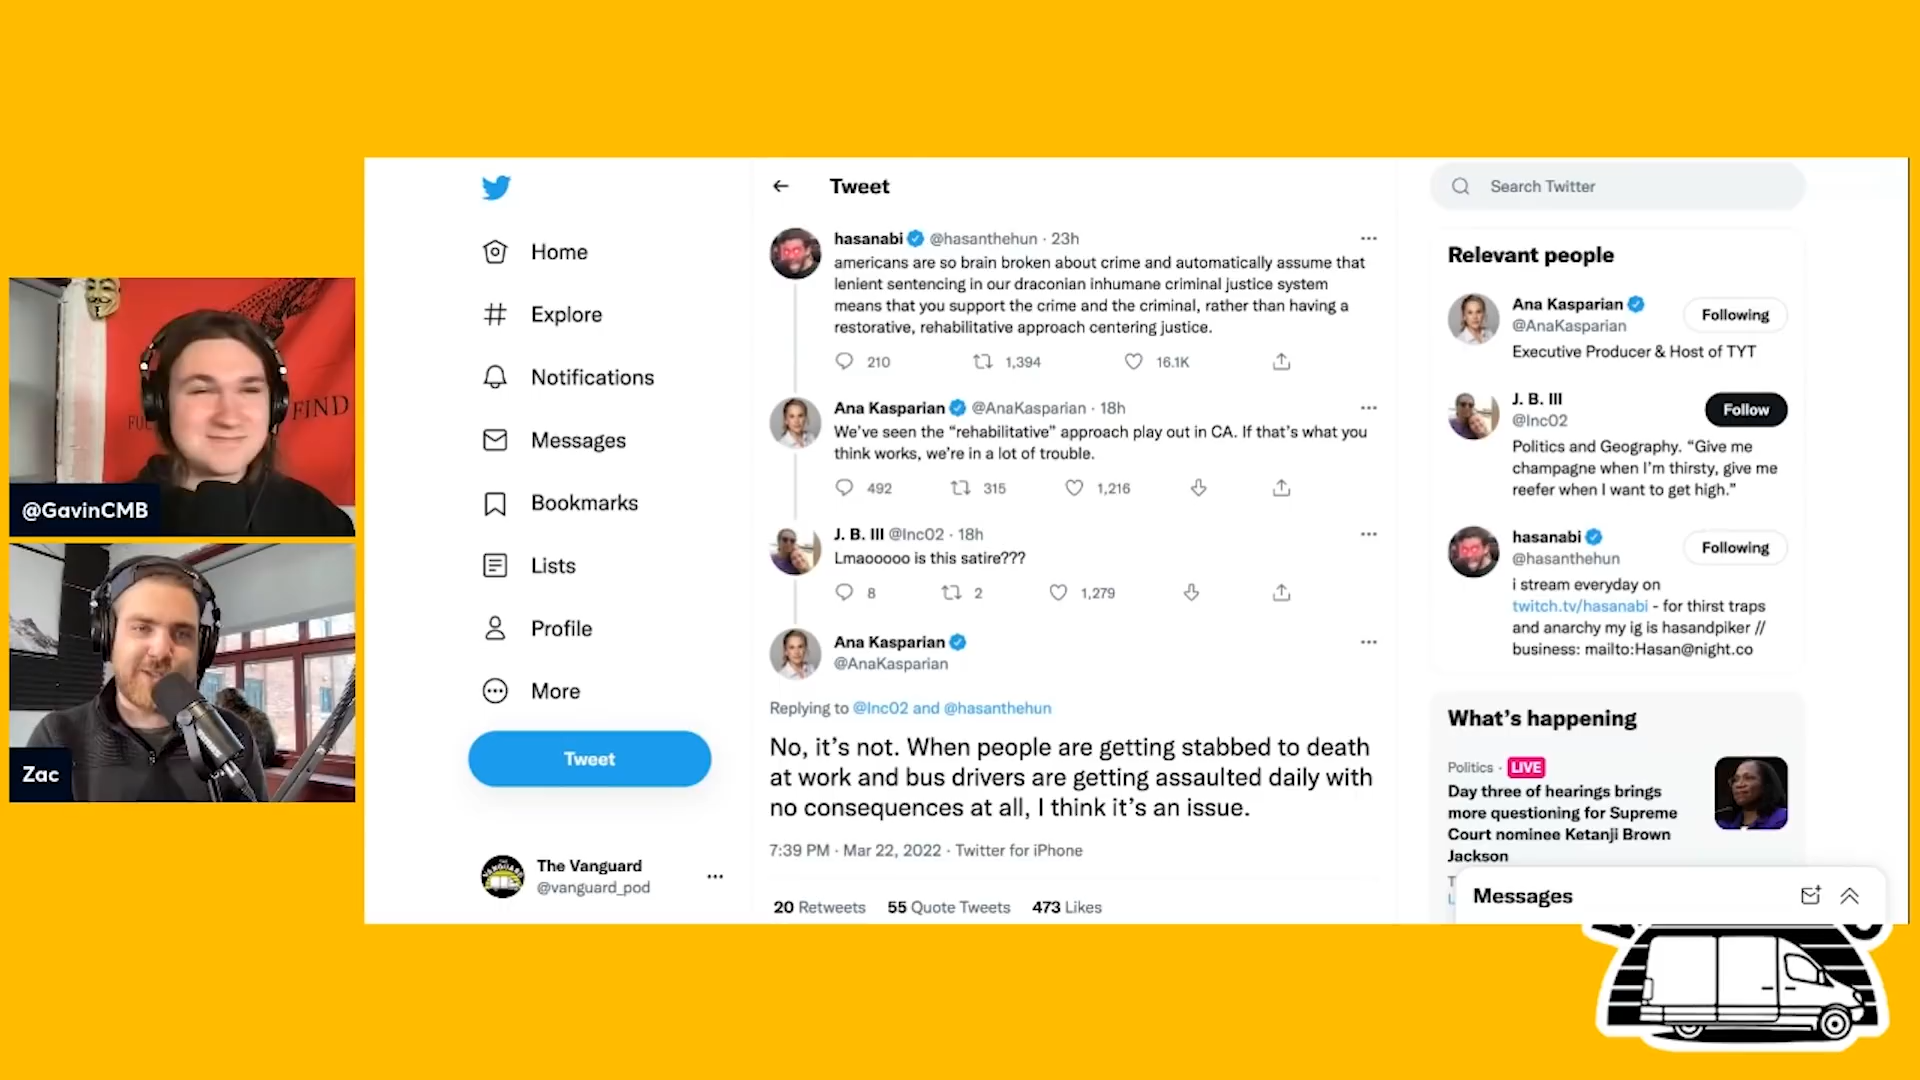 FIND
@GavinCMB
Zac
Home
Explore
Notifications
Messages
Bookmarks
Lists
Profile
More
Tweet
The Vanguard
@vanguard_pod
Tweet
hasanabi @hasanthehun · 23h
americans are so brain broken about crime and automatically assume that
lenient sentencing in our draconian inhumane criminal justice system
means that you support the crime and the criminal, rather than having a
restorative, rehabilitative approach centering justice.
210 1,394 16.1K
Ana Kasparian @AnaKasparian · 18h
We've seen the "rehabilitative" approach play out in CA. If that's what you
think works, we're in a lot of trouble.
492 315 1,216
J. B. III @Inc02 · 18h
Lmaooooo is this satire???
8 2 1,279
Ana Kasparian
@AnaKasparian
Replying to @Inc02 and @hasanthehun
No, it's not. When people are getting stabbed to death
at work and bus drivers are getting assaulted daily with
no consequences at all, I think it's an issue.
7:39 PM · Mar 22, 2022 · Twitter for iPhone
20 Retweets 55 Quote Tweets 473 Likes
Search Twitter
Relevant people
Ana Kasparian
@AnaKasparian
Following
Executive Producer & Host of TYT
J. B. III
@Inc02
Follow
Politics and Geography. "Give me
champagne when I'm thirsty, give me
reefer when I want to get high."
hasanabi
@hasanthehun
Following
i stream everyday on
twitch.tv/hasanabi - for thirst traps
and anarchy my ig is hasandpiker //
business: mailto:Hasan@night.co
What's happening
Politics · LIVE
Day three of hearings brings
more questioning for Supreme
Court nominee Ketanji Brown
Jackson
Messages